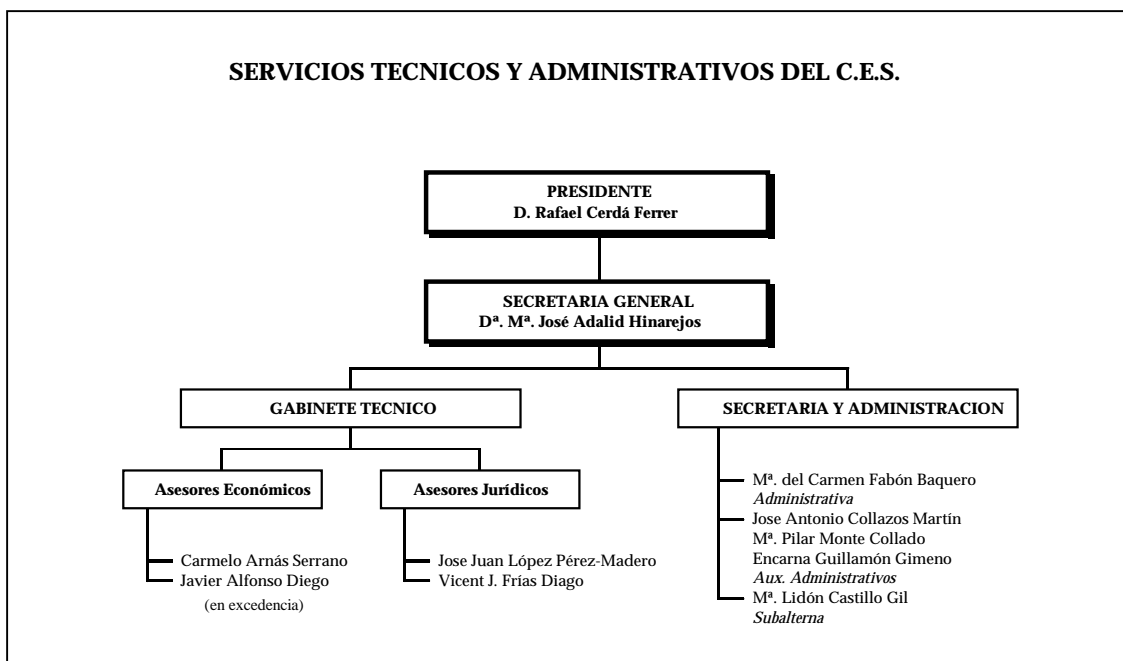 SERVICIOS TECNICOS Y ADMINISTRATIVOS DEL C.E.S.
PRESIDENTE
D. Rafael Cerdá Ferrer
SECRETARIA GENERAL
Dª. Mª. José Adalid Hinarejos
GABINETE TECNICO
Asesores Económicos
Carmelo Arnás Serrano
Javier Alfonso Diego
(en excedencia)
Asesores Jurídicos
Jose Juan López Pérez-Madero
Vicent J. Frías Diago
SECRETARIA Y ADMINISTRACION
Mª. del Carmen Fabón Baquero
Administrativa
Jose Antonio Collazos Martín
Mª. Pilar Monte Collado
Encarna Guillamón Gimeno
Aux. Administrativos
Mª. Lidón Castillo Gil
Subalterna